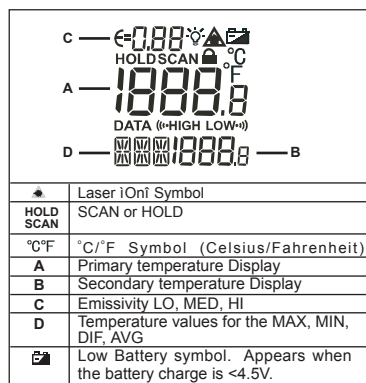 C
€=0.88
HOLD SCAN
°C
°F
A
1888.8
DATA ((•HIGH LOW•))
D
1888.8
B
Laser ìOnî Symbol
HOLD
SCAN
SCAN or HOLD
°C°F
°C/°F Symbol (Celsius/Fahrenheit)
A
Primary temperature Display
B
Secondary temperature Display
C
Emissivity LO, MED, HI
D
Temperature values for the MAX, MIN,
DIF, AVG
Low Battery symbol. Appears when
the battery charge is <4.5V.